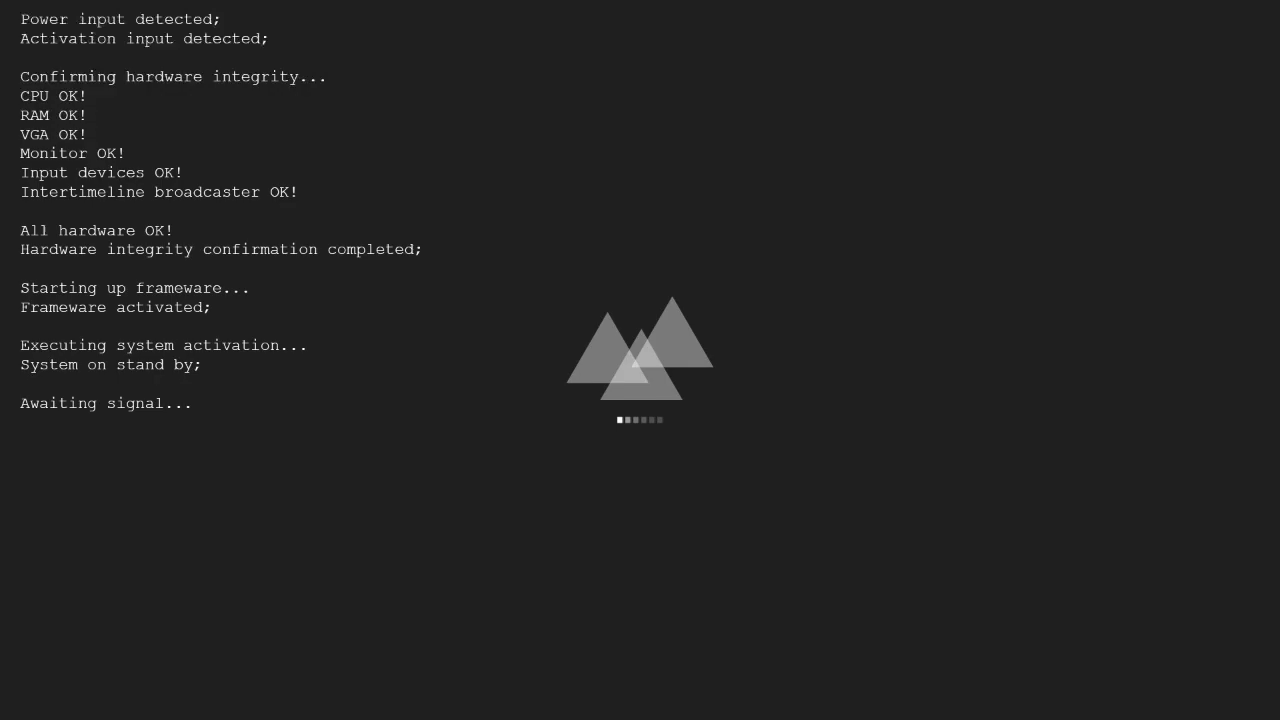 Power input detected;
Activation input detected;
Confirming hardware integrity...
CPU OK!
RAM OK!
VGA OK!
Monitor OK!
Input devices OK!
Intertimeline broadcaster OK!
All hardware OK!
Hardware integrity confirmation completed;
Starting up frameware...
Frameware activated;
Executing system activation...
System on stand by;
Awaiting signal...